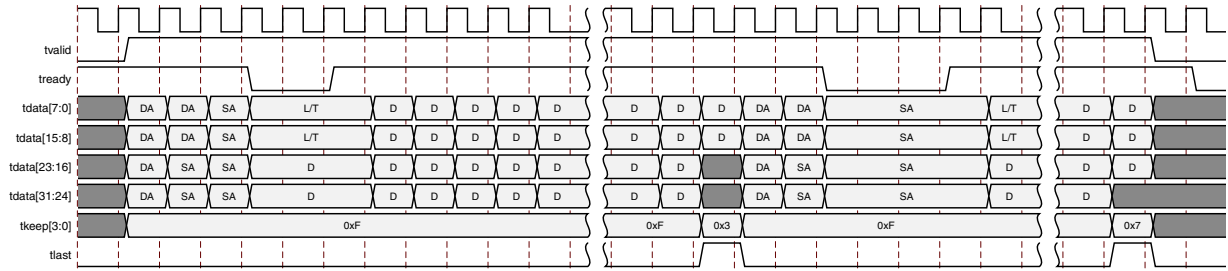 tvalid
tready
tdata[7:0] DA DA SA L/T D D D D D D D D DA DA SA L/T D D
tdata[15:8] DA DA SA L/T D D D D D D D D DA DA SA L/T D D
tdata[23:16] DA SA SA D D D D D D D D DA SA SA D D D
tdata[31:24] DA SA SA D D D D D D D D DA SA SA D D
tkeep[3:0] 0xF 0xF 0x3 0xF 0x7
tlast